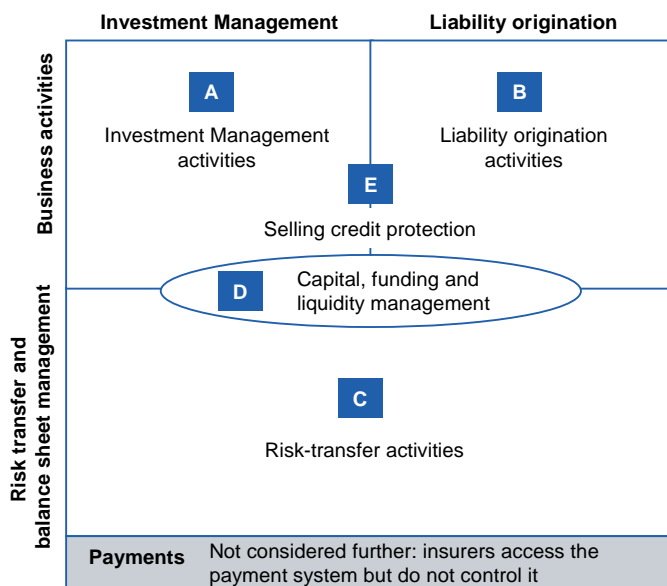 Investment Management
Liability origination
Business activities
A
Investment Management
activities
B
Liability origination
activities
E
Selling credit protection
D
Capital, funding and
liquidity management
Risk transfer and
balance sheet management
C
Risk-transfer activities
Payments
Not considered further: insurers access the
payment system but do not control it